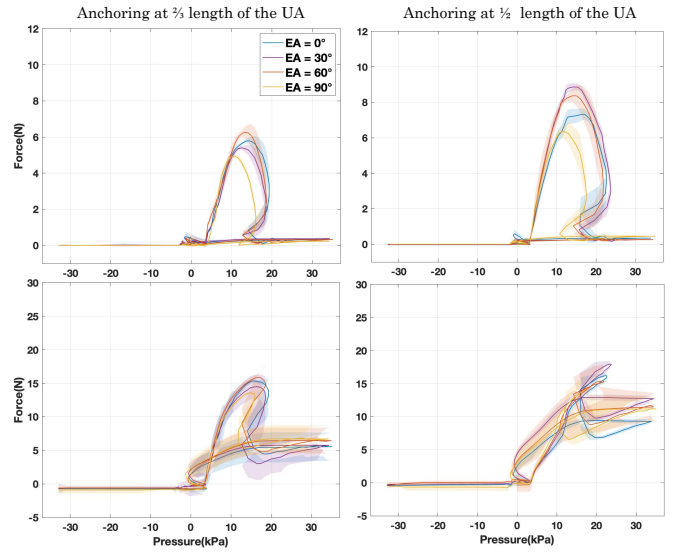 Anchoring at ⅔ length of the UA
Anchoring at ½ length of the UA
12
10
8
6
4
2
0
Force(N)
-30 -20 -10 0 10 20 30
EA = 0°
EA = 30°
EA = 60°
EA = 90°
12
10
8
6
4
2
0
-30 -20 -10 0 10 20 30
30
25
20
15
10
5
0
-5
Force(N)
-30 -20 -10 0 10 20 30
Pressure(kPa)
30
25
20
15
10
5
0
-5
-30 -20 -10 0 10 20 30
Pressure(kPa)